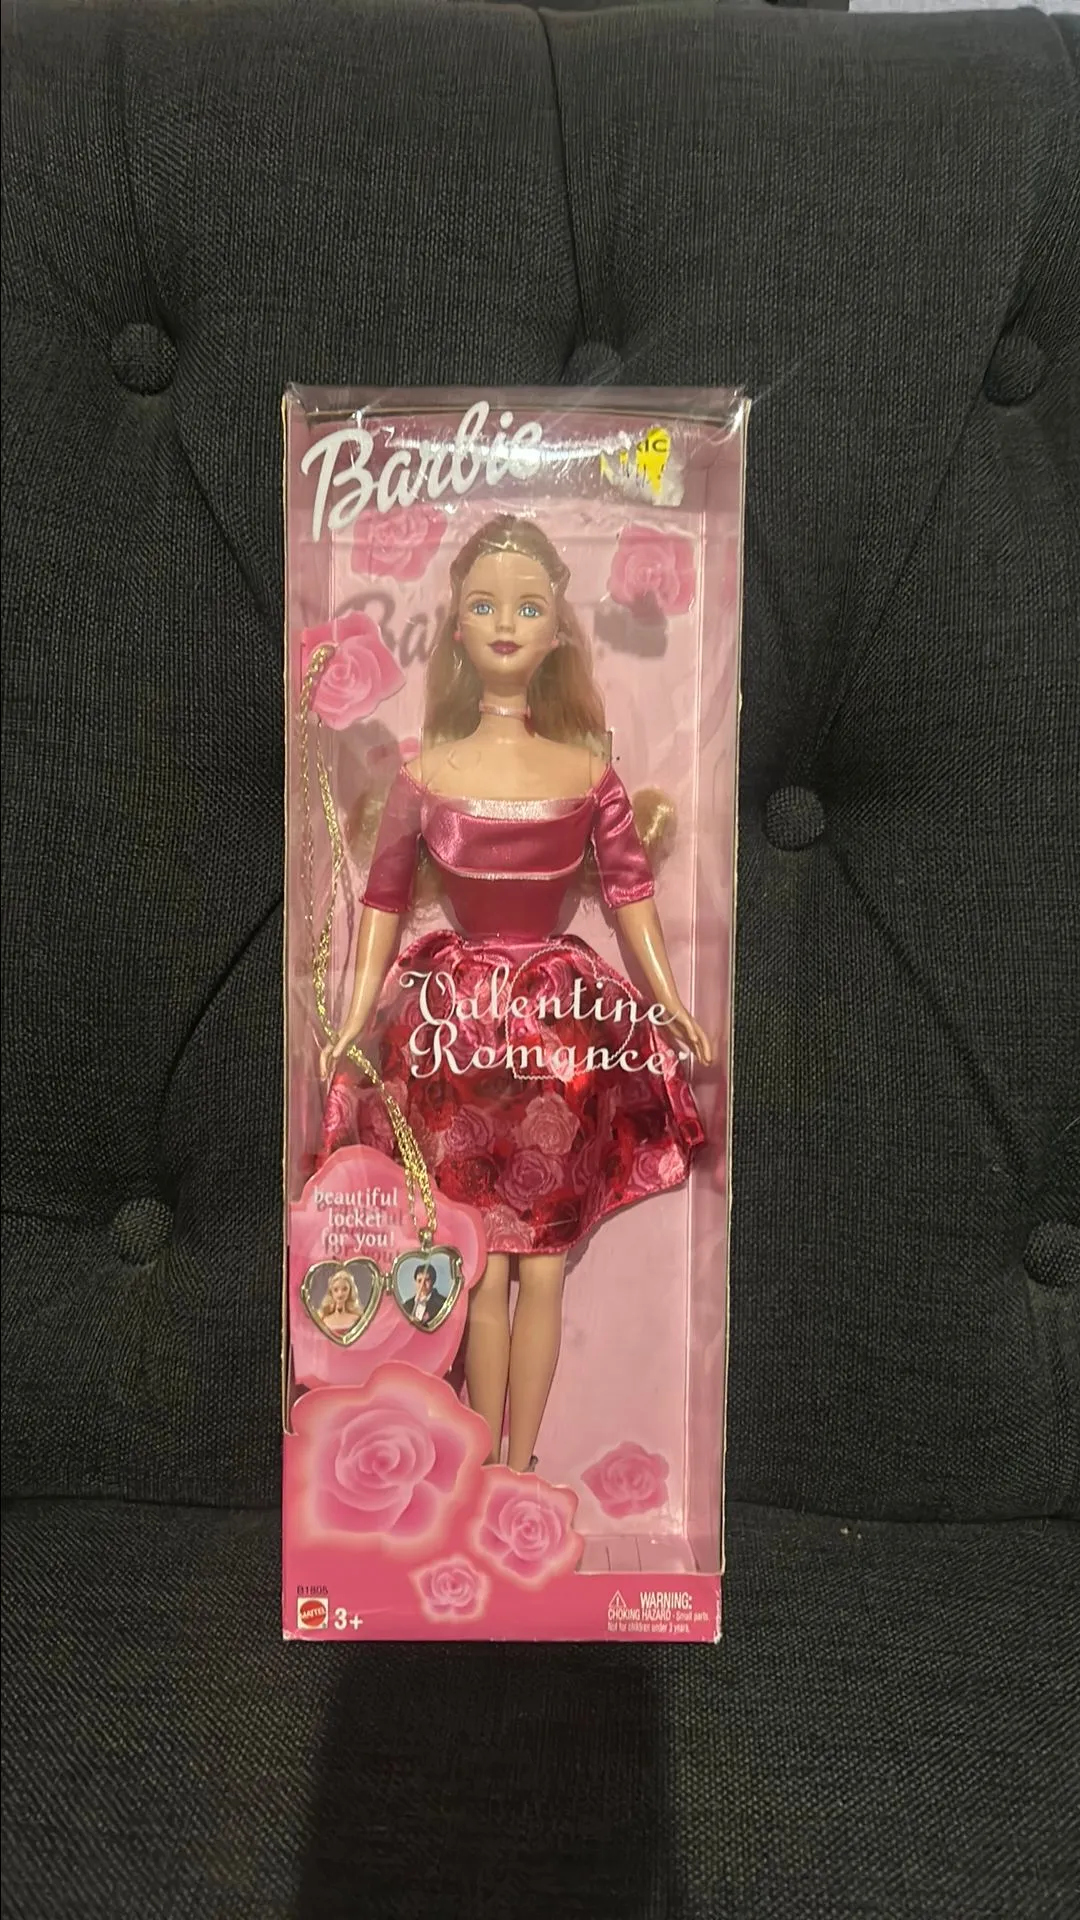 Barbie
Valentine
Romance
beautiful
locket
for you!
B1805
MATTEL
3+
WARNING:
CHOKING HAZARD - Small parts.
Not for children under 3 years.